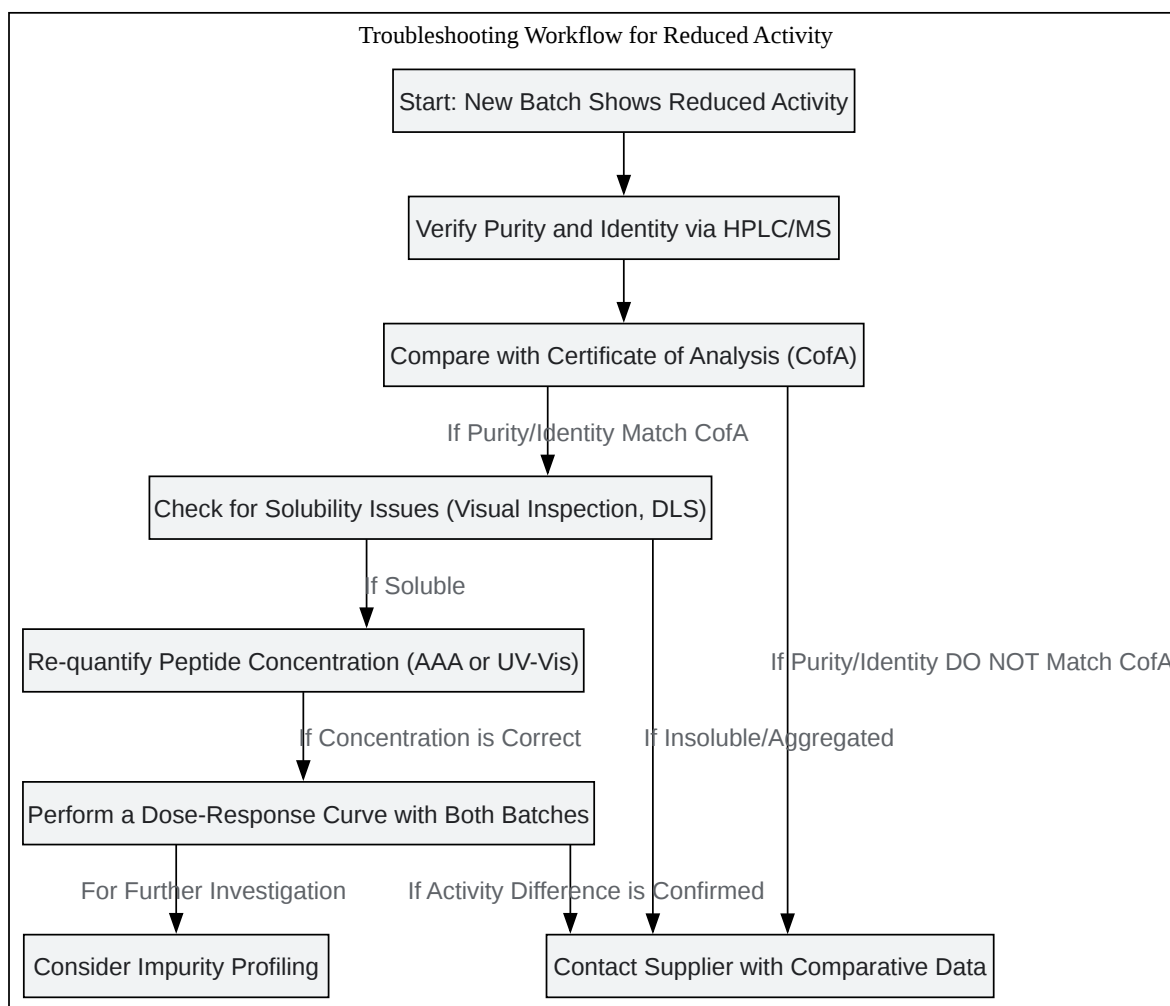 Troubleshooting Workflow for Reduced Activity
Start: New Batch Shows Reduced Activity
Verify Purity and Identity via HPLC/MS
Compare with Certificate of Analysis (CofA)
If Purity/Identity Match CofA
Check for Solubility Issues (Visual Inspection, DLS)
If Soluble
Re-quantify Peptide Concentration (AAA or UV-Vis)
If Purity/Identity DO NOT Match CofA
If Concentration is Correct
If Insoluble/Aggregated
Perform a Dose-Response Curve with Both Batches
For Further Investigation
If Activity Difference is Confirmed
Consider Impurity Profiling
Contact Supplier with Comparative Data